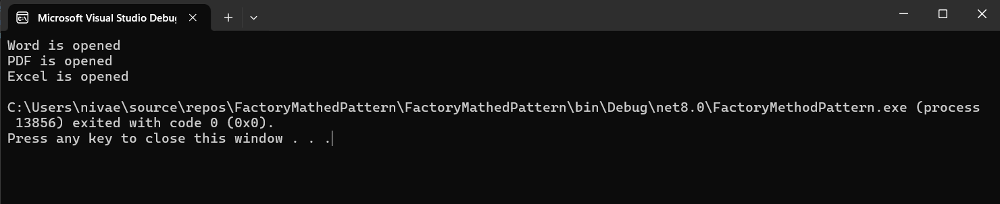 Microsoft Visual Studio Debu
Word is opened
PDF is opened
Excel is opened
C:\Users\nivae\source\repos\FactoryMathedPattern\FactoryMathedPattern\bin\Debug\net8.0\FactoryMethodPattern.exe (process
13856) exited with code 0 (0x0).
Press any key to close this window . . .